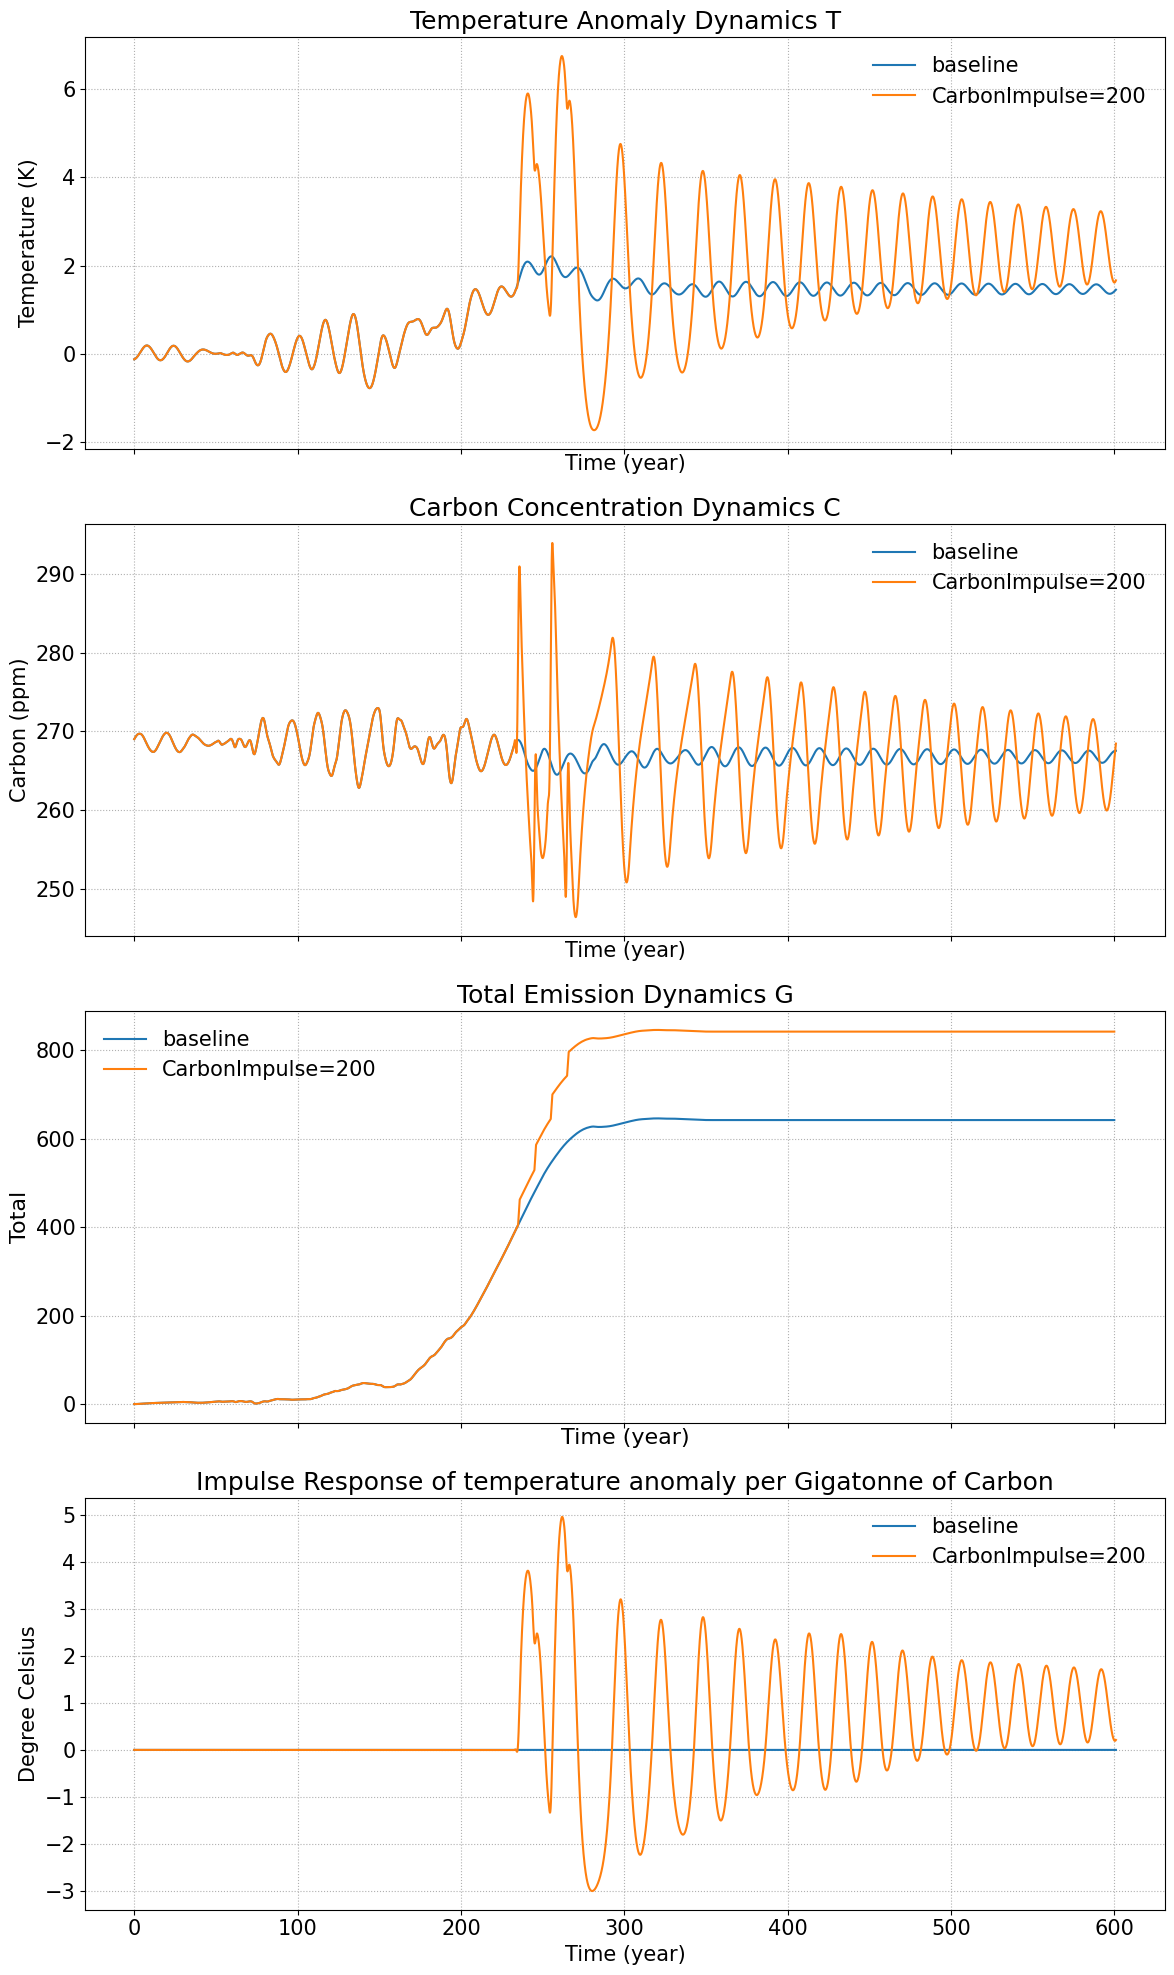 Temperature Anomaly Dynamics T
baseline
CarbonImpulse=200
Temperature (K)
6
4
2
0
−2
Time (year)
Carbon Concentration Dynamics C
baseline
CarbonImpulse=200
Carbon (ppm)
290
280
270
260
250
Time (year)
Total Emission Dynamics G
baseline
CarbonImpulse=200
Total
800
600
400
200
0
Time (year)
Impulse Response of temperature anomaly per Gigatonne of Carbon
baseline
CarbonImpulse=200
Degree Celsius
5
4
3
2
1
0
−1
−2
−3
0 100 200 300 400 500 600
Time (year)